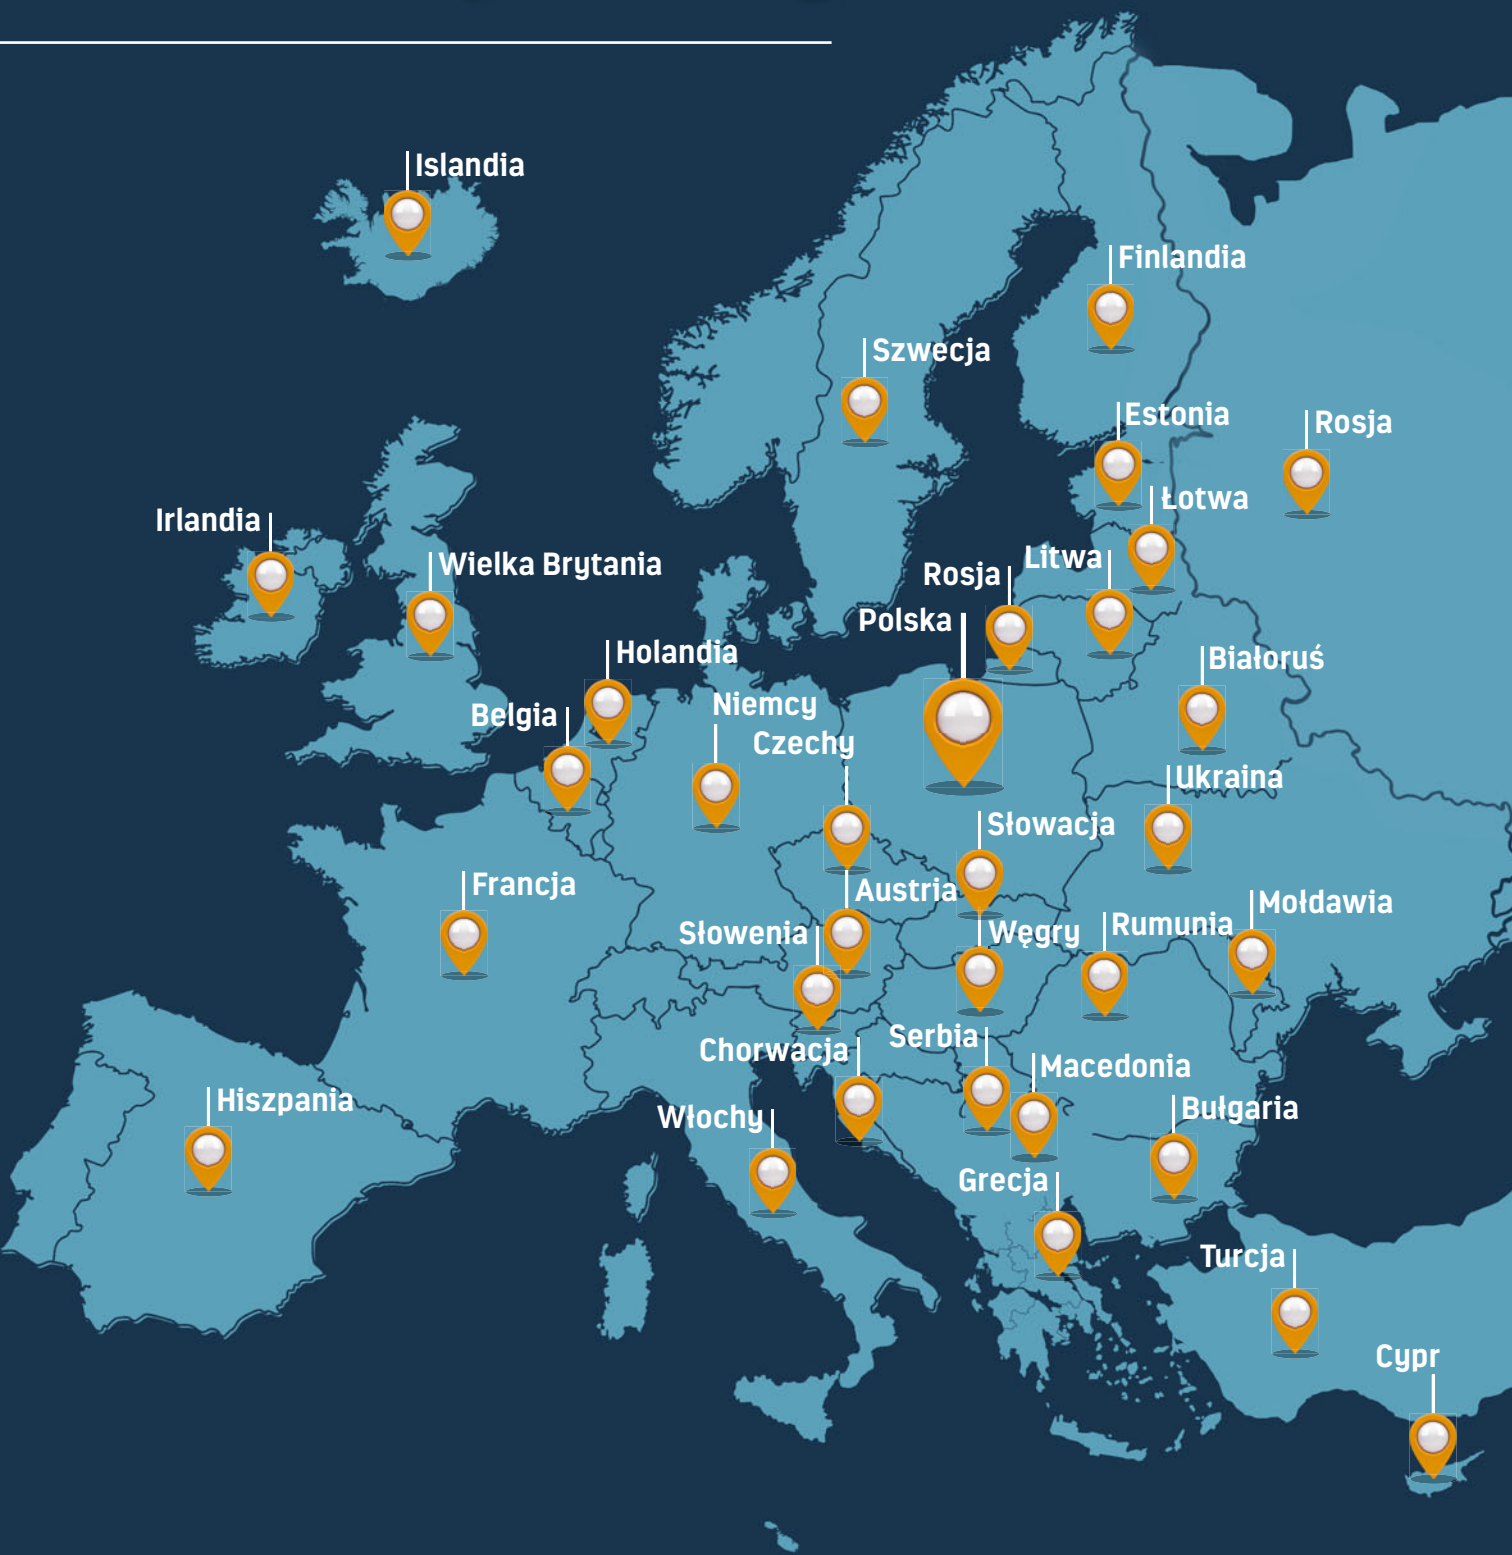 Islandia
Finlandia
Szwecja
Estonia
Rosja
Łotwa
Irlandia
Wielka Brytania
Litwa
Rosja
Polska
Holandia
Białoruś
Niemcy
Belgia
Czechy
Ukraina
Słowacja
Francja
Austria
Mołdawia
Rumunia
Słowenia
Węgry
Serbia
Chorwacja
Macedonia
Hiszpania
Bułgaria
Włochy
Grecja
Turcja
Cypr